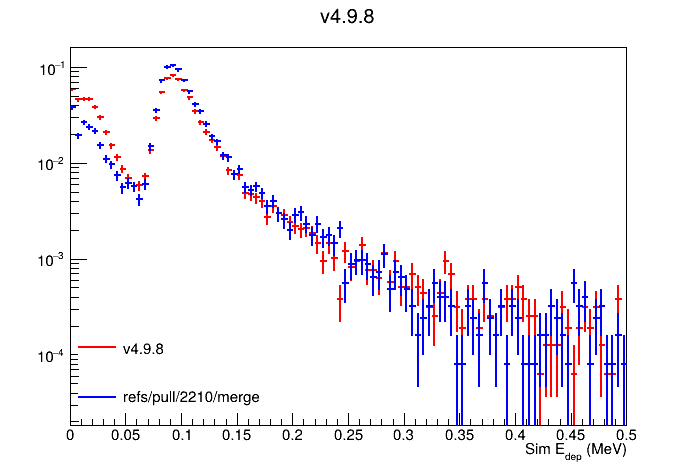 v4.9.8
10⁻¹
10⁻²
10⁻³
10⁻⁴
v4.9.8
refs/pull/2210/merge
0 0.05 0.1 0.15 0.2 0.25 0.3 0.35 0.4 0.45 0.5
Sim E_dep (MeV)